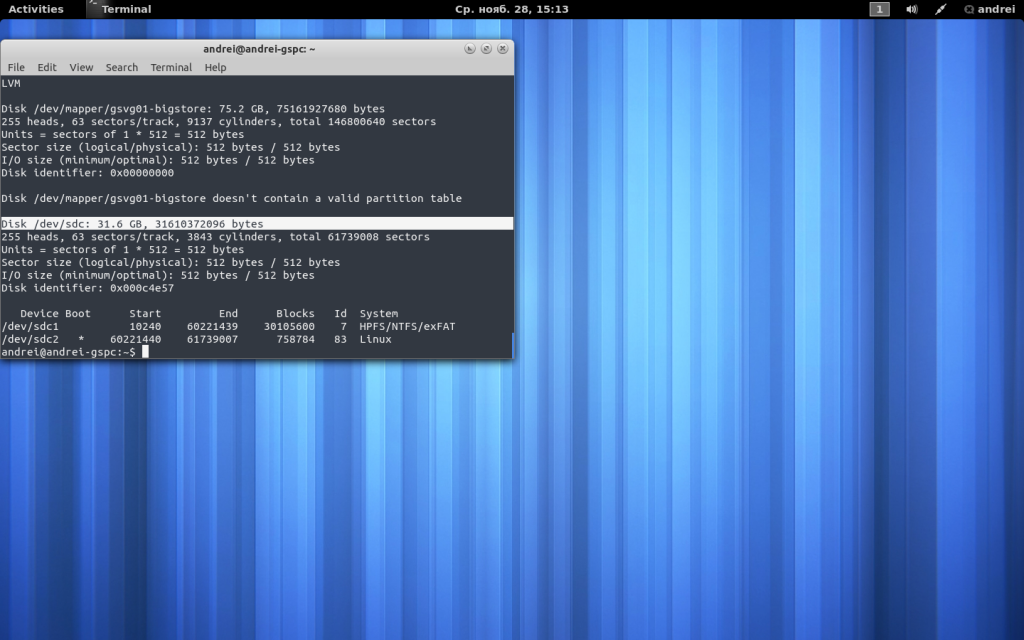 Activities Terminal Ср. нояб. 28, 15:13 1 andrei
andrei@andrei-gspc: ~
File Edit View Search Terminal Help
LVM
Disk /dev/mapper/gsvg01-bigstore: 75.2 GB, 75161927680 bytes
255 heads, 63 sectors/track, 9137 cylinders, total 146800640 sectors
Units = sectors of 1 * 512 = 512 bytes
Sector size (logical/physical): 512 bytes / 512 bytes
I/O size (minimum/optimal): 512 bytes / 512 bytes
Disk identifier: 0x00000000
Disk /dev/mapper/gsvg01-bigstore doesn't contain a valid partition table
Disk /dev/sdc: 31.6 GB, 31610372096 bytes
255 heads, 63 sectors/track, 3843 cylinders, total 61739008 sectors
Units = sectors of 1 * 512 = 512 bytes
Sector size (logical/physical): 512 bytes / 512 bytes
I/O size (minimum/optimal): 512 bytes / 512 bytes
Disk identifier: 0x000c4e57
Device Boot Start End Blocks Id System
/dev/sdc1 10240 60221439 30105600 7 HPFS/NTFS/exFAT
/dev/sdc2 * 60221440 61739007 758784 83 Linux
andrei@andrei-gspc:~$